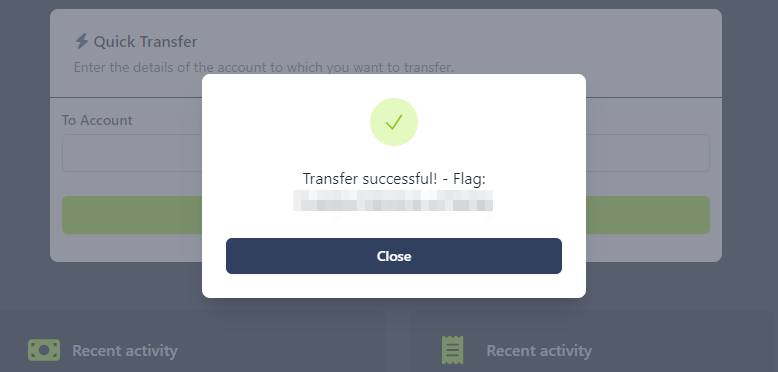 Quick Transfer
Enter the details of the account to which you want to transfer.
To Account
Transfer successful! - Flag:
Close
Recent activity
Recent activity